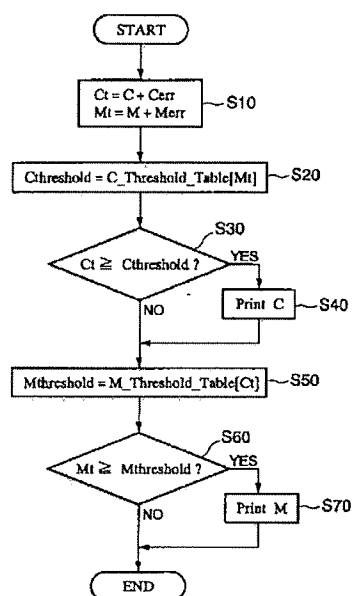 START
Ct = C + Cerr
Mt = M + Merr
S10
Cthreshold = C_Threshold_Table[Mt]
S20
S30
Ct ≧ Cthreshold ?
YES
NO
Print C
S40
Mthreshold = M_Threshold_Table[Ct]
S50
S60
Mt ≧ Mthreshold ?
YES
NO
Print M
S70
END